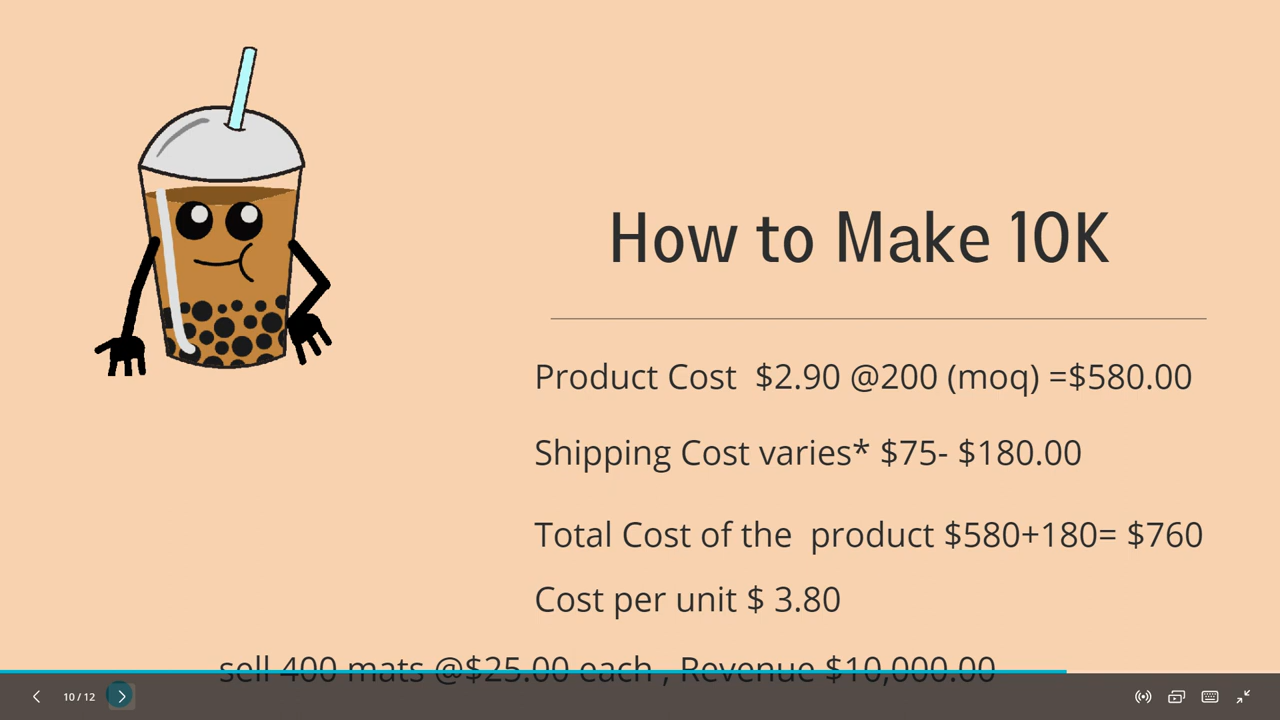 How to Make 10K
Product Cost $2.90 @200 (moq) =$580.00
Shipping Cost varies* $75- $180.00
Total Cost of the product $580+180= $760
Cost per unit $ 3.80
sell 400 mats @$25.00 each , Revenue $10,000.00
10 / 12